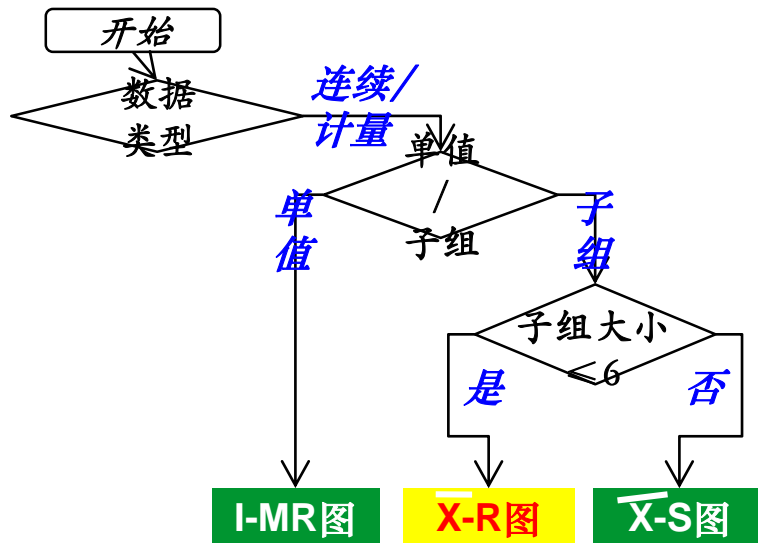 开始
数据
类型
连续/
计量
单值
/
子组
单
值
子
组
子组大小
≤6
是
否
I-MR图
X̅-R图
X̅-S图